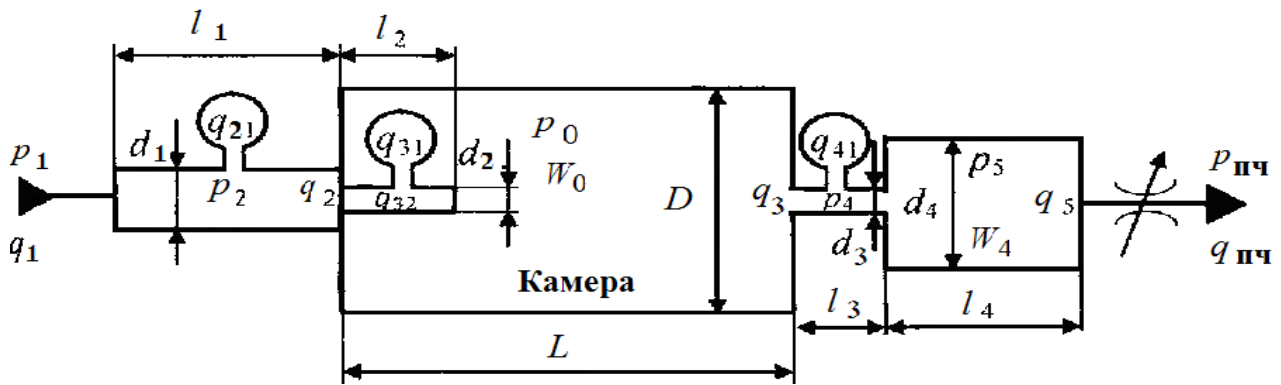 l 1
l 2
p 1
q 1
d 1
q 21
p 2
q 2
q 31
q 32
d 2
p 0
W 0
D
Камера
L
q 3
q 41
p 4
d 3
l 3
d 4
p 5
W 4
q 5
l 4
p пч
q пч